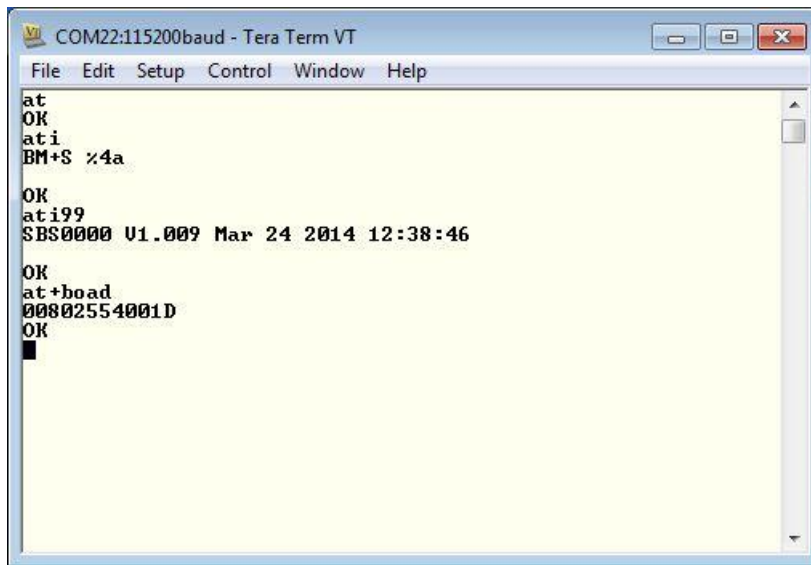 COM22:115200baud - Tera Term VT
File Edit Setup Control Window Help
at
OK
ati
BM+S %4a
OK
ati99
SBS0000 V1.009 Mar 24 2014 12:38:46
OK
at+boad
00802554001D
OK